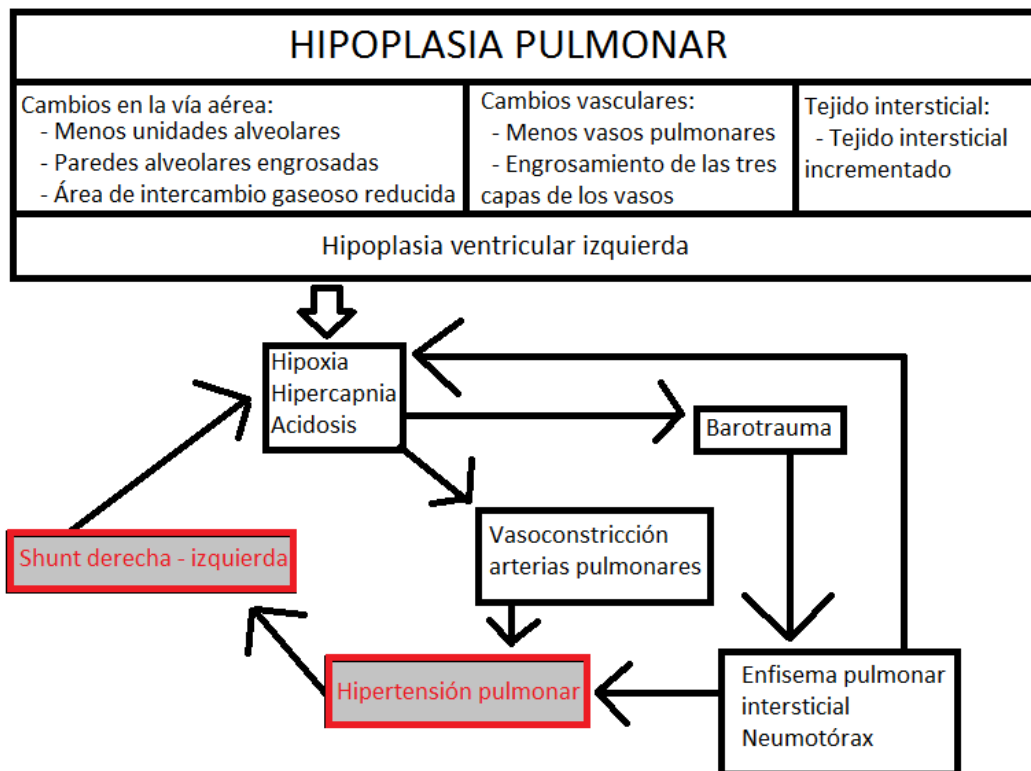 HIPOPLASIA PULMONAR
Cambios en la vía aérea:
- Menos unidades alveolares
- Paredes alveolares engrosadas
- Área de intercambio gaseoso reducida
Cambios vasculares:
- Menos vasos pulmonares
- Engrosamiento de las tres
capas de los vasos
Tejido intersticial:
- Tejido intersticial
incrementado
Hipoplasia ventricular izquierda
Hipoxia
Hipercapnia
Acidosis
Barotrauma
Vasoconstricción
arterias pulmonares
Shunt derecha - izquierda
Hipertensión pulmonar
Enfisema pulmonar
intersticial
Neumotórax